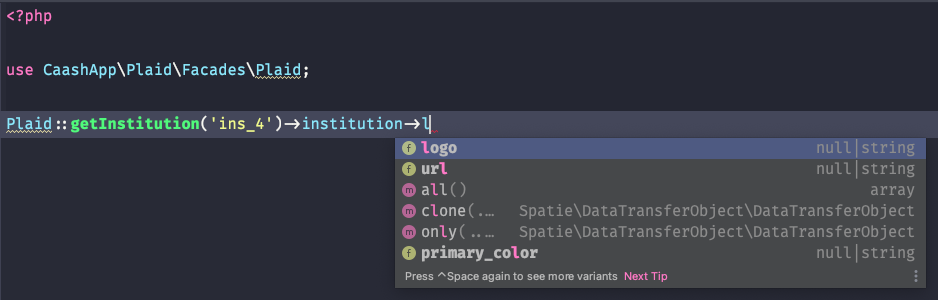 <?php
use CaashApp\Plaid\Facades\Plaid;
Plaid::getInstitution('ins_4')->institution->l
f logo null|string
f url null|string
m all() array
m clone(.… Spatie\DataTransferObject\DataTransferObject
m only(.… Spatie\DataTransferObject\DataTransferObject
f primary_color null|string
Press ^Space again to see more variants Next Tip